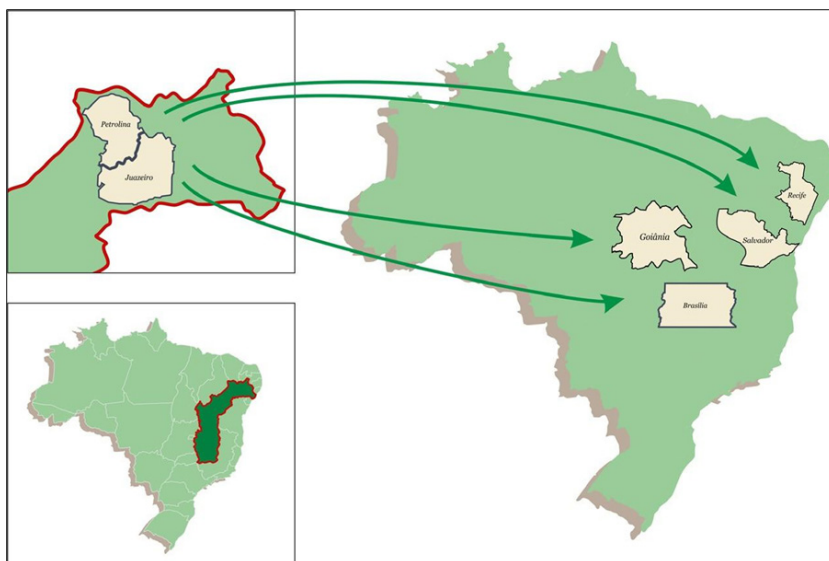 Petrolina
Juazeiro
Recife
Goiânia
Salvador
Brasília